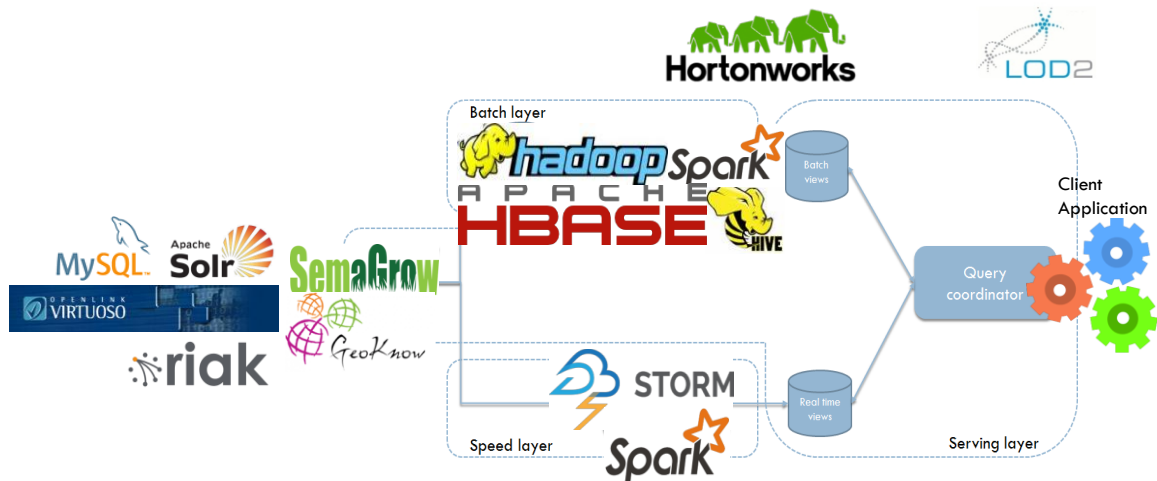 Hortonworks
LOD2
Batch layer
hadoop
Spark
Batch
views
APACHE
HBASE
HIVE
Client
Application
MySQL™
Apache
Solr
SemaGrow
Query
coordinator
OPENLINK
VIRTUOSO
GeoKnow
riak
STORM
Real time
views
Speed layer
Spark
Serving layer